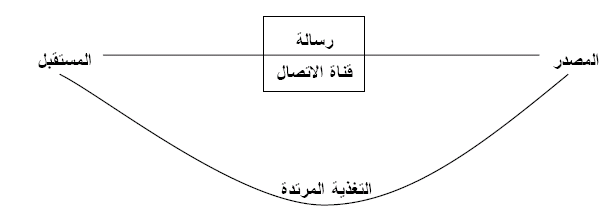 المصدر
رسالة
قناة الاتصال
المستقبل
التغذية المرتدة